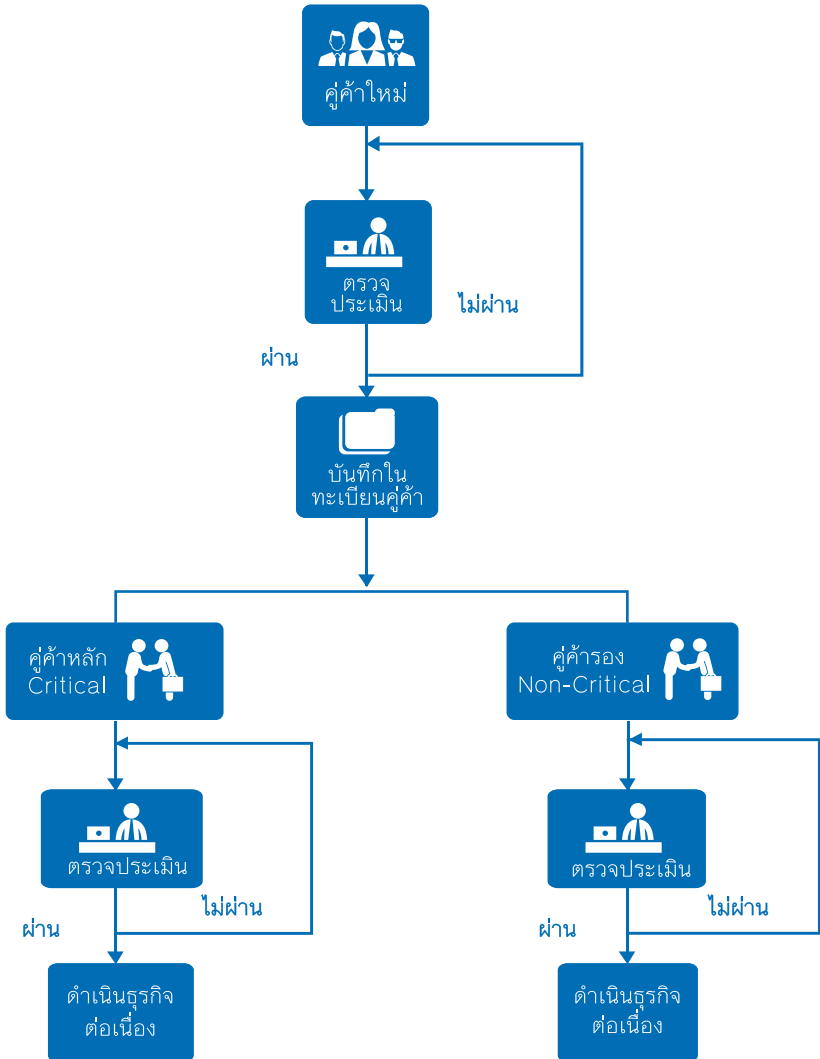 คู่ค้าใหม่
ตรวจ
ประเมิน
ไม่ผ่าน
ผ่าน
บันทึกใน
ทะเบียนคู่ค้า
คู่ค้าหลัก
Critical
คู่ค้ารอง
Non-Critical
ตรวจประเมิน
ตรวจประเมิน
ไม่ผ่าน
ผ่าน
ไม่ผ่าน
ผ่าน
ดำเนินธุรกิจ
ต่อเนื่อง
ดำเนินธุรกิจ
ต่อเนื่อง